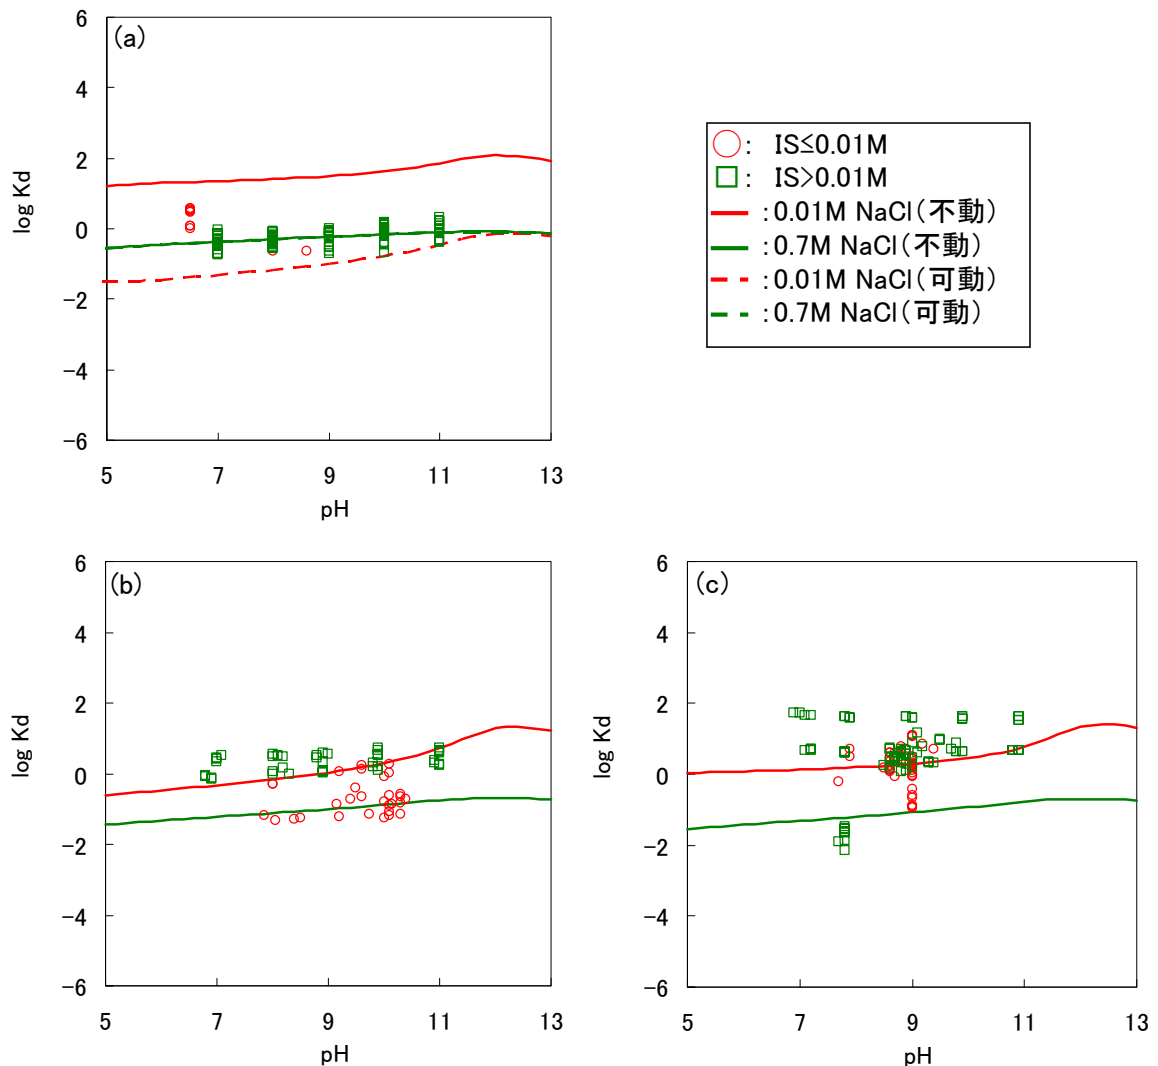 (a)
log Kd
6
4
2
0
−2
−4
−6
5
7
9
11
13
pH
: IS≤0.01M
: IS>0.01M
:0.01M NaCl(不動)
:0.7M NaCl(不動)
:0.01M NaCl(可動)
:0.7M NaCl(可動)
(b)
log Kd
6
4
2
0
−2
−4
−6
5
7
9
11
13
pH
(c)
log Kd
6
4
2
0
−2
−4
−6
5
7
9
11
13
pH